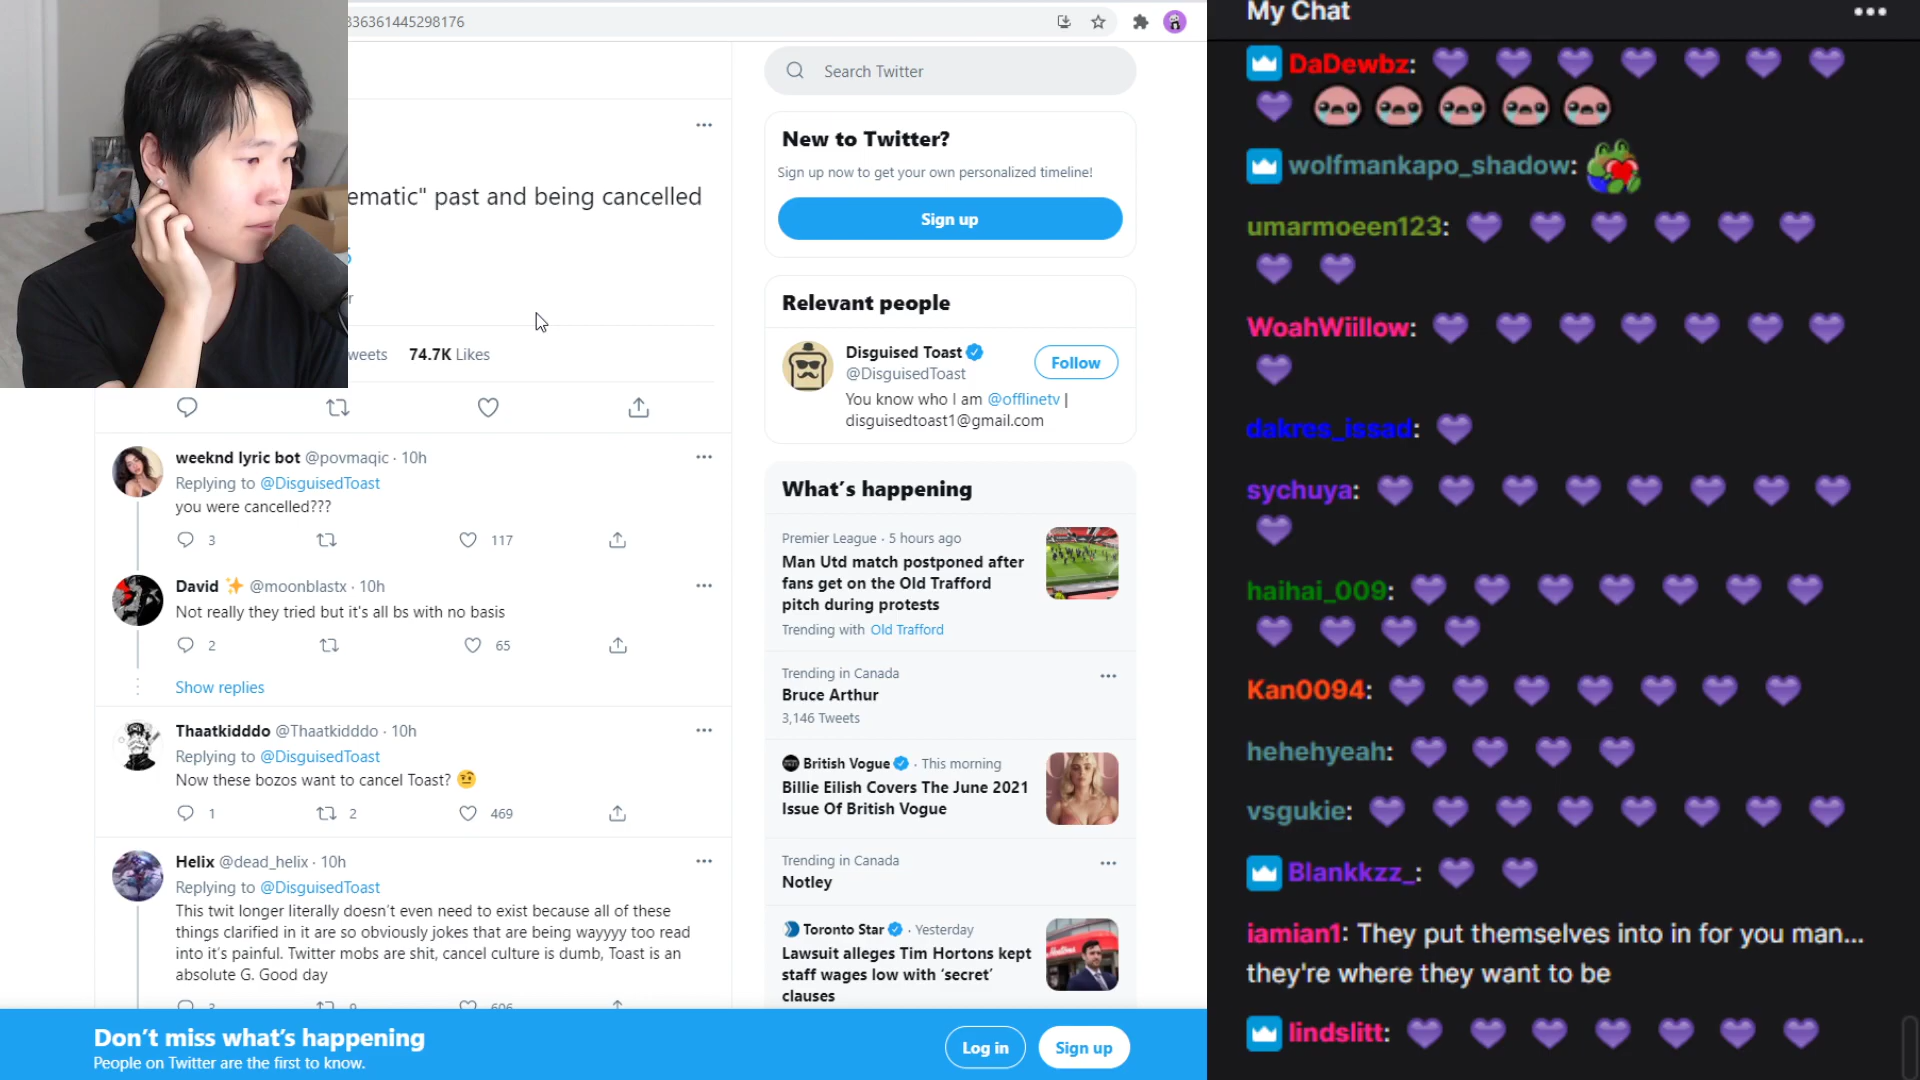 336361445298176
ematic" past and being cancelled
r
weets 74.7K Likes
weeknd lyric bot @povmaqic · 10h
Replying to @DisguisedToast
you were cancelled???
3 117
David ✨ @moonblastx · 10h
Not really they tried but it's all bs with no basis
2 65
Show replies
Thaatkidddo @Thaatkidddo · 10h
Replying to @DisguisedToast
Now these bozos want to cancel Toast? 🤨
1 2 469
Helix @dead_helix · 10h
Replying to @DisguisedToast
This twit longer literally doesn't even need to exist because all of these
things clarified in it are so obviously jokes that are being wayyyy too read
into it's painful. Twitter mobs are shit, cancel culture is dumb, Toast is an
absolute G. Good day
Search Twitter
New to Twitter?
Sign up now to get your own personalized timeline!
Sign up
Relevant people
Disguised Toast
@DisguisedToast
Follow
You know who I am @offlinetv |
disguisedtoast1@gmail.com
What's happening
Premier League · 5 hours ago
Man Utd match postponed after
fans get on the Old Trafford
pitch during protests
Trending with Old Trafford
Trending in Canada
Bruce Arthur
3,146 Tweets
British Vogue · This morning
Billie Eilish Covers The June 2021
Issue Of British Vogue
Trending in Canada
Notley
Toronto Star · Yesterday
Lawsuit alleges Tim Hortons kept
staff wages low with 'secret'
clauses
Don't miss what's happening
People on Twitter are the first to know.
Log in
Sign up
My Chat
DaDewbz: 💜 💜 💜 💜 💜 💜 💜
💜
wolfmankapo_shadow:
umarmoeen123: 💜 💜 💜 💜 💜 💜
💜 💜
WoahWiillow: 💜 💜 💜 💜 💜 💜 💜
💜
dakres_issad: 💜
sychuya: 💜 💜 💜 💜 💜 💜 💜 💜
💜
haihai_009: 💜 💜 💜 💜 💜 💜 💜
💜 💜 💜 💜
Kan0094: 💜 💜 💜 💜 💜 💜 💜
hehehyeah: 💜 💜 💜 💜
vsgukie: 💜 💜 💜 💜 💜 💜 💜 💜
Blankkzz_: 💜 💜
iamian1: They put themselves into in for you man...
they're where they want to be
lindslitt: 💜 💜 💜 💜 💜 💜 💜